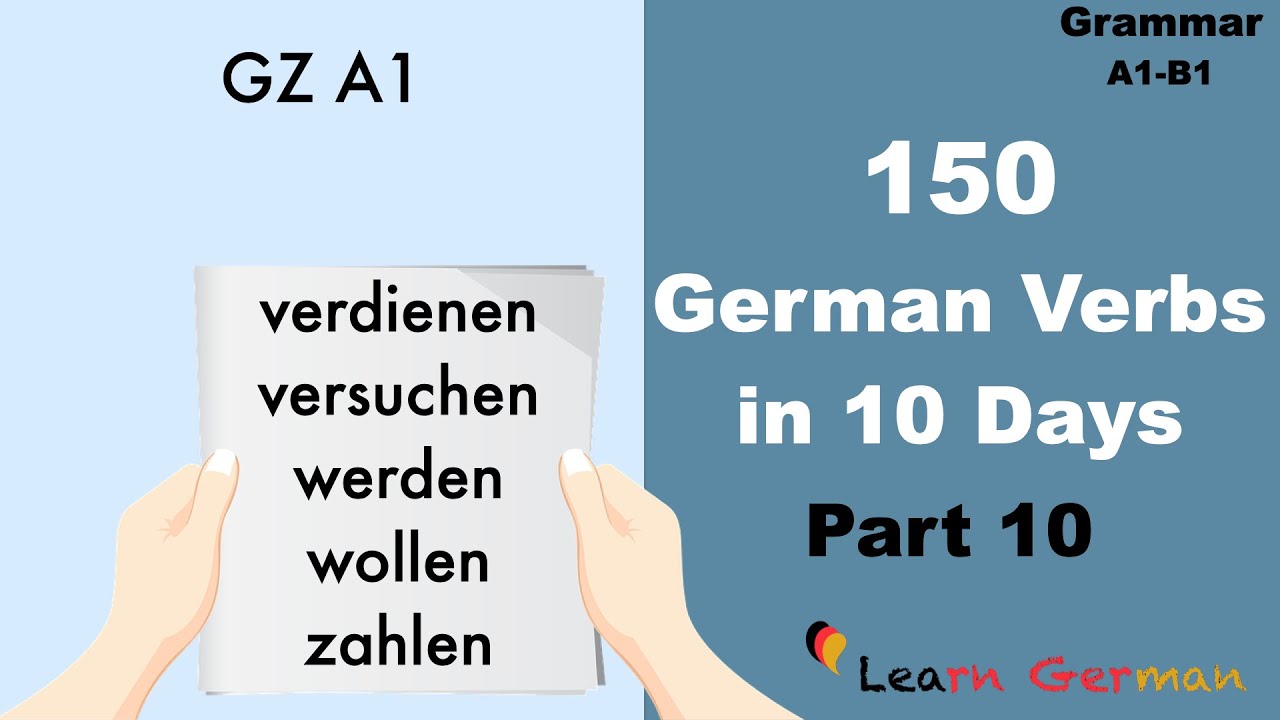 GZ A1
verdienen
versuchen
werden
wollen
zahlen
Grammar
A1-B1
150
German Verbs
in 10 Days
Part 10
Learn German